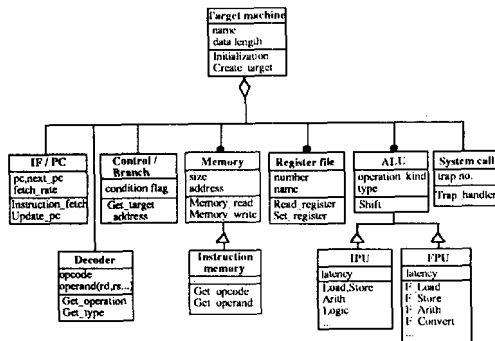 Target machine
name
data length
Initialization
Create target
IF / PC
pc,next_pc
fetch_rate
Instruction_fetch
Update_pc
Control /
Branch
condition flag
Get_target
address
Memory
size
address
Memory_read
Memory_write
Register file
number
name
Read_register
Set_register
ALU
operation_kind
type
Shift
System call
trap no.
Trap_handler
Decoder
opcode
operand(rd,rs...)
Get_operation
Get_type
Instruction
memory
Get_opcode
Get_operand
IPU
latency
Load,Store
Arith
Logic
...
FPU
latency
F_Load
F_Store
F_Arith
F_Convert
...